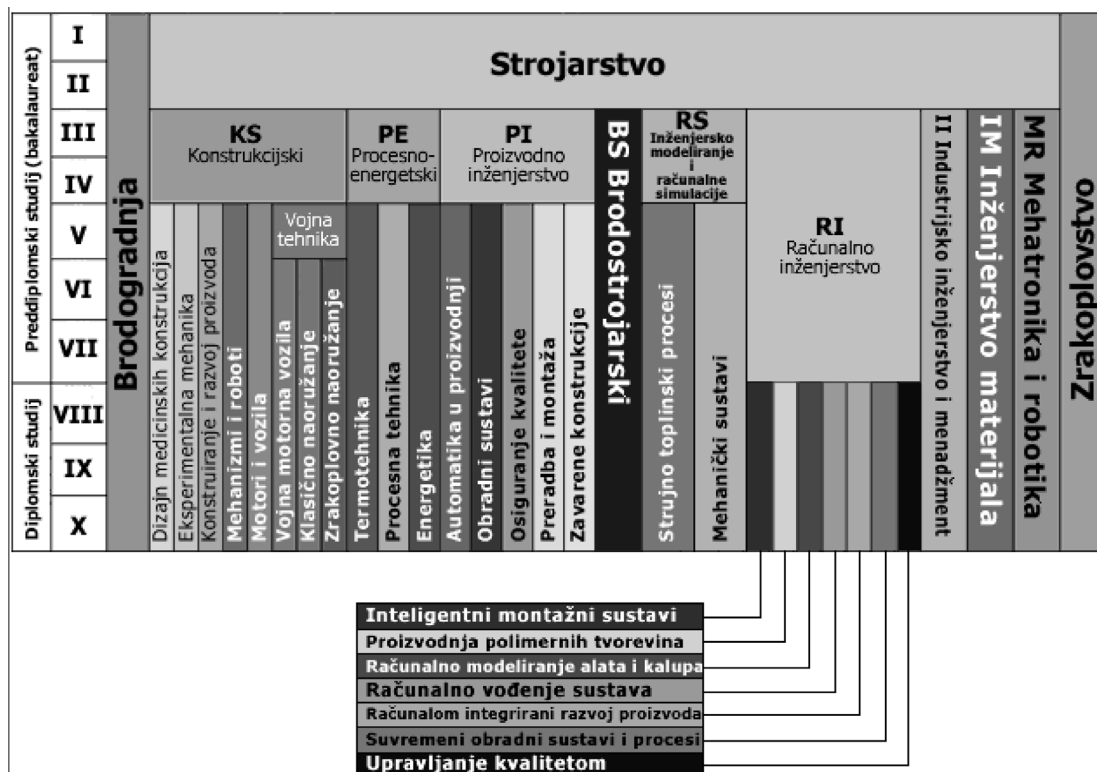 Preddiplomski studij (bakalaureat)
Diplomski studij
I
II
III
IV
V
VI
VII
VIII
IX
X
Brodogradnja
Strojarstvo
KS
Konstrukcijski
PE
Procesno-
energetski
PI
Proizvodno
inženjerstvo
BS Brodostrojarski
RS
Inženjersko
modeliranje
i
računalne
simulacije
RI
Računalno
inženjerstvo
II Industrijsko inženjerstvo i menadžment
IM Inženjerstvo materijala
MR Mehatronika i robotika
Zrakoplovstvo
Vojna
tehnika
Dizajn medicinskih konstrukcija
Eksperimentalna mehanika
Konstruiranje i razvoj proizvoda
Mehanizmi i roboti
Motori i vozila
Vojna motorna vozila
Klasično naoružanje
Zrakoplovno naoružanje
Termotehnika
Procesna tehnika
Energetika
Automatika u proizvodnji
Obradni sustavi
Osiguranje kvalitete
Preradba i montaža
Zavarene konstrukcije
Strujno toplinski procesi
Mehanički sustavi
Inteligentni montažni sustavi
Proizvodnja polimernih tvorevina
Računalno modeliranje alata i kalupa
Računalno vođenje sustava
Računalom integrirani razvoj proizvoda
Suvremeni obradni sustavi i procesi
Upravljanje kvalitetom